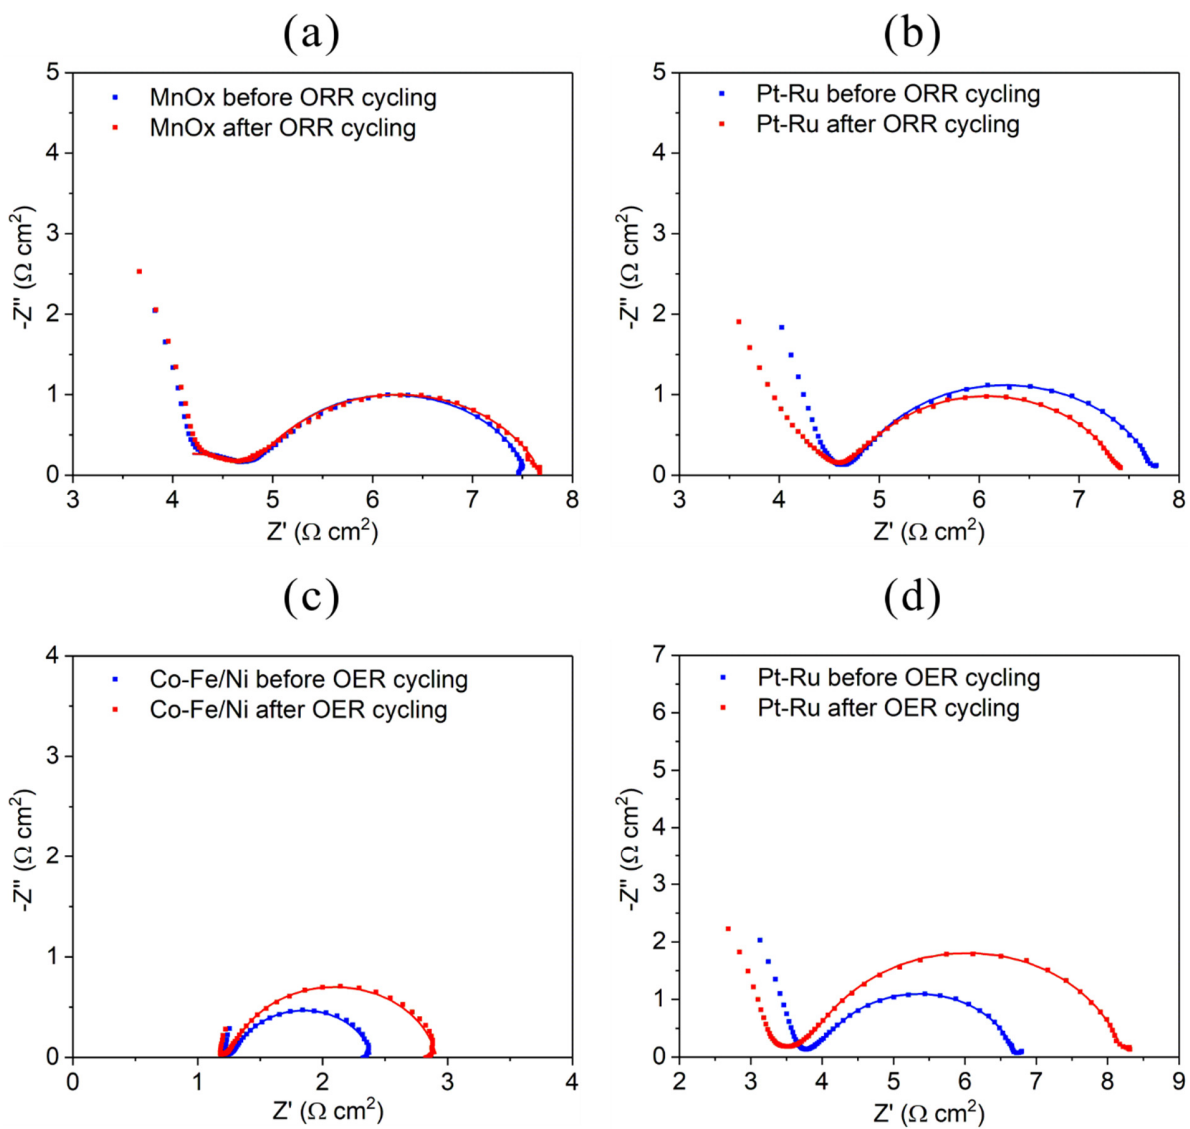 (a)
MnOx before ORR cycling
MnOx after ORR cycling
5
4
3
2
1
0
-Z" (Ω cm²)
3 4 5 6 7 8
Z' (Ω cm²)
(b)
Pt-Ru before ORR cycling
Pt-Ru after ORR cycling
5
4
3
2
1
0
-Z" (Ω cm²)
3 4 5 6 7 8
Z' (Ω cm²)
(c)
Co-Fe/Ni before OER cycling
Co-Fe/Ni after OER cycling
4
3
2
1
0
-Z" (Ω cm²)
0 1 2 3 4
Z' (Ω cm²)
(d)
Pt-Ru before OER cycling
Pt-Ru after OER cycling
7
6
5
4
3
2
1
0
-Z" (Ω cm²)
2 3 4 5 6 7 8 9
Z' (Ω cm²)